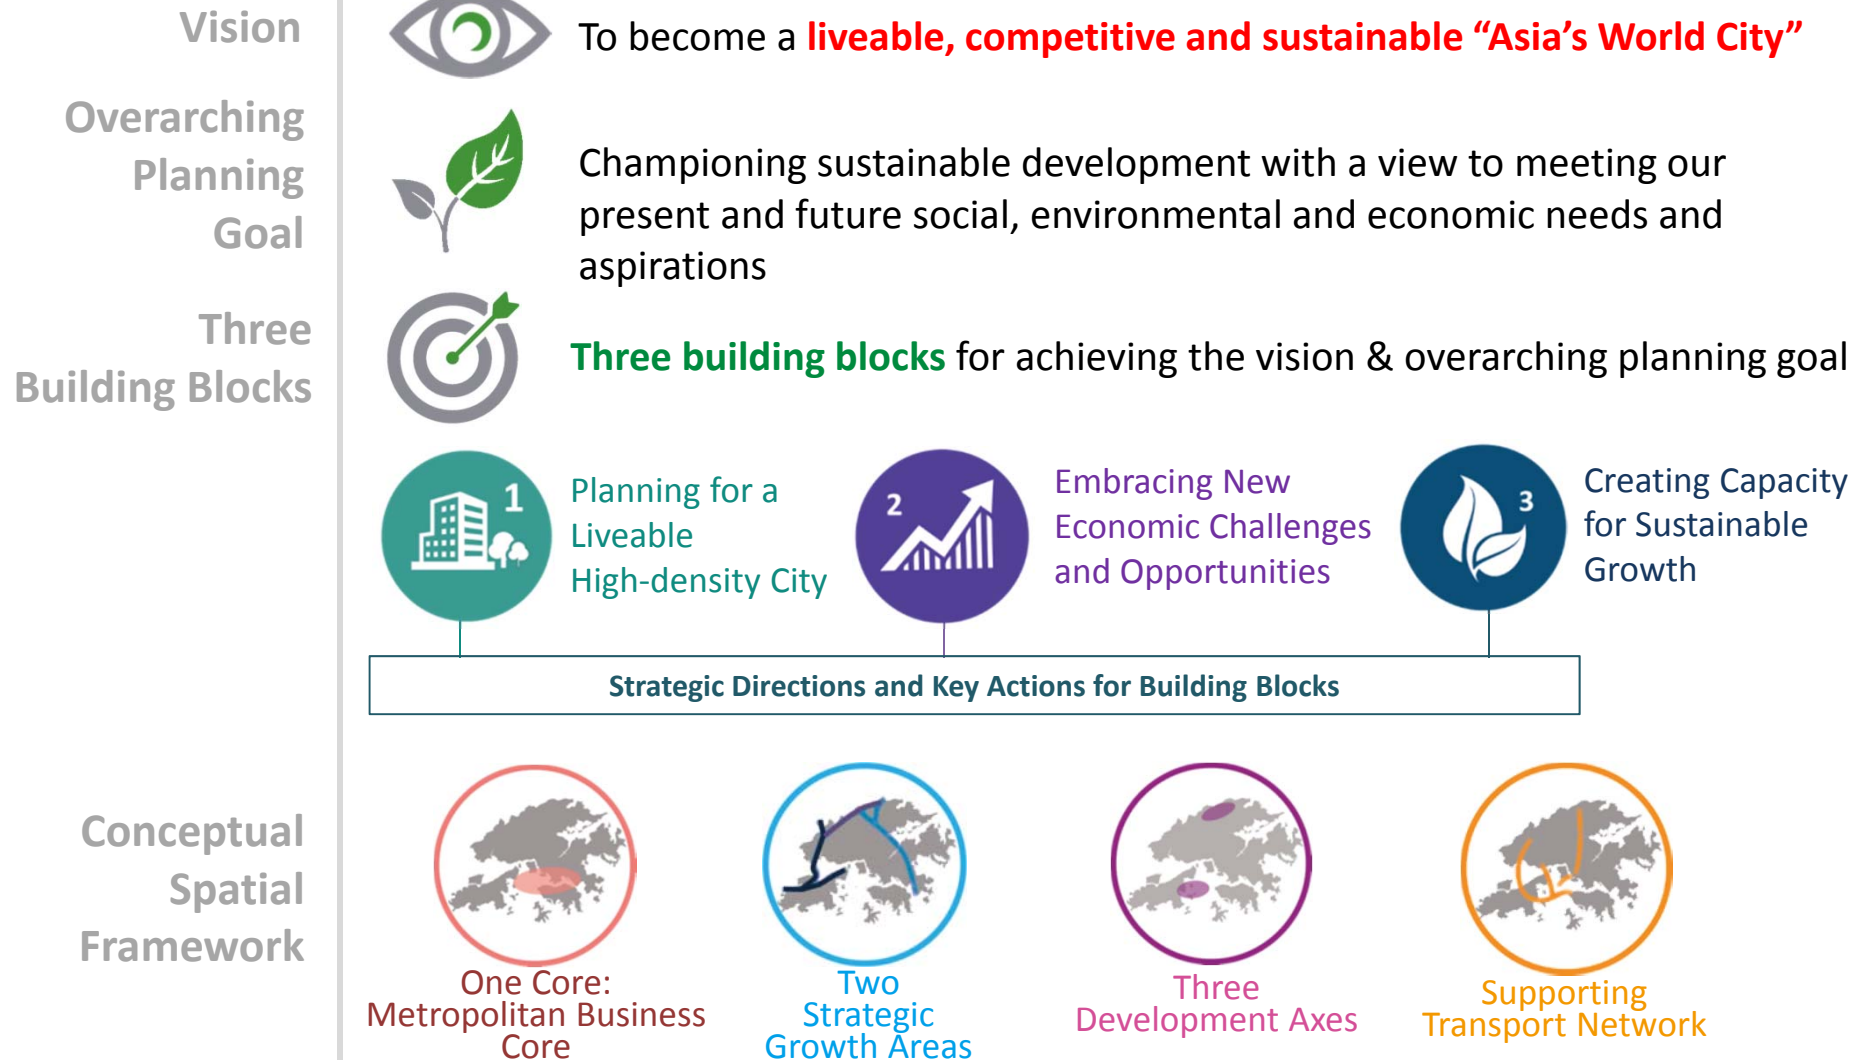 Vision
To become a liveable, competitive and sustainable “Asia’s World City”
Overarching
Planning
Goal
Championing sustainable development with a view to meeting our
present and future social, environmental and economic needs and
aspirations
Three
Building Blocks
Three building blocks for achieving the vision & overarching planning goal
1
Planning for a
Liveable
High-density City
2
Embracing New
Economic Challenges
and Opportunities
3
Creating Capacity
for Sustainable
Growth
Strategic Directions and Key Actions for Building Blocks
Conceptual
Spatial
Framework
One Core:
Metropolitan Business
Core
Two
Strategic
Growth Areas
Three
Development Axes
Supporting
Transport Network